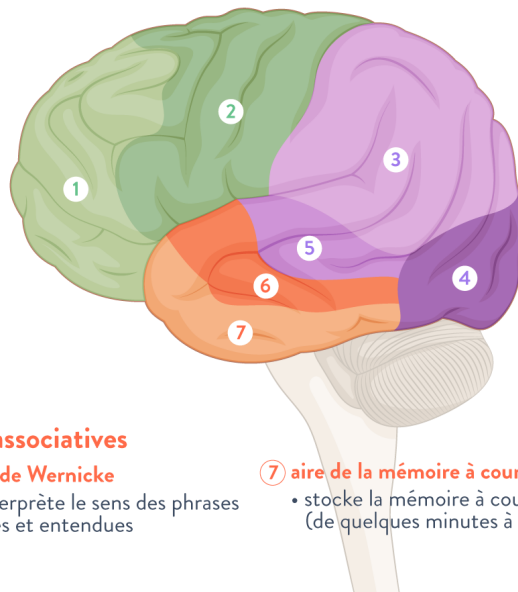 2
3
1
5
4
6
7
associatives
de Wernicke
erprète le sens des phrases
es et entendues
7 aire de la mémoire à cour
• stocke la mémoire à cou
(de quelques minutes à